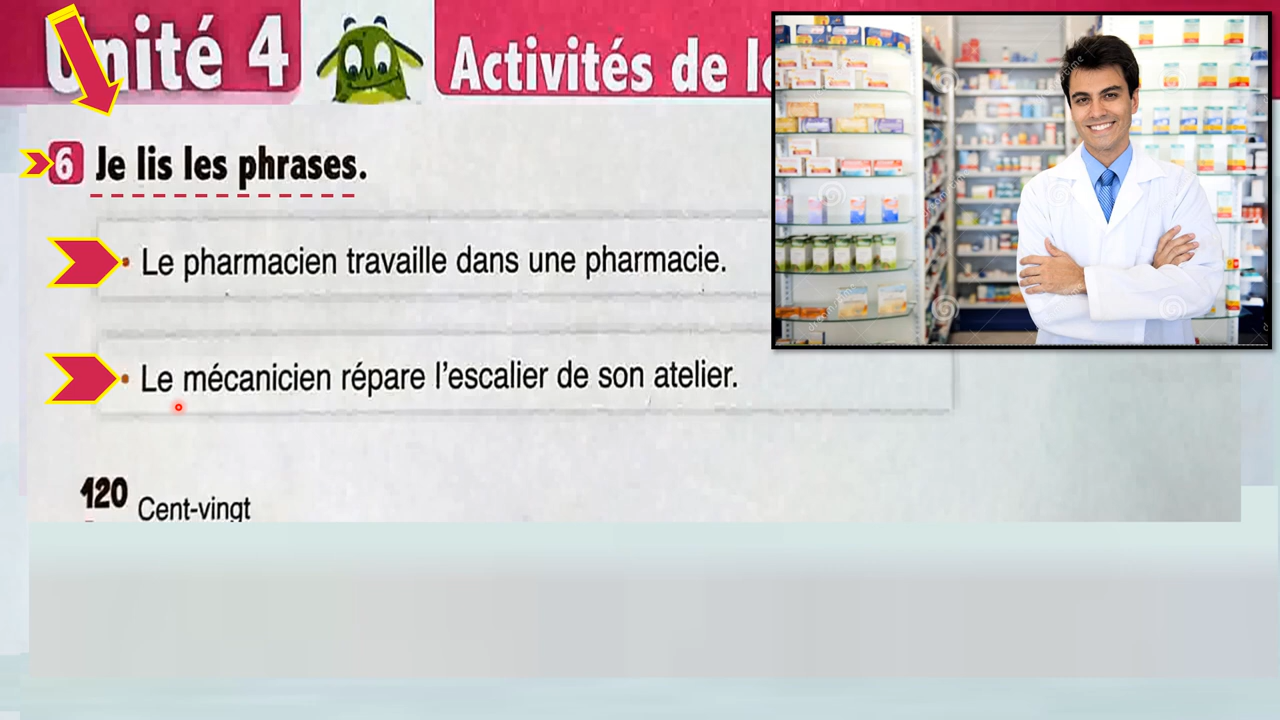 Unité 4
Activités de
6 Je lis les phrases.
• Le pharmacien travaille dans une pharmacie.
• Le mécanicien répare l'escalier de son atelier.
120 Cent-vingt